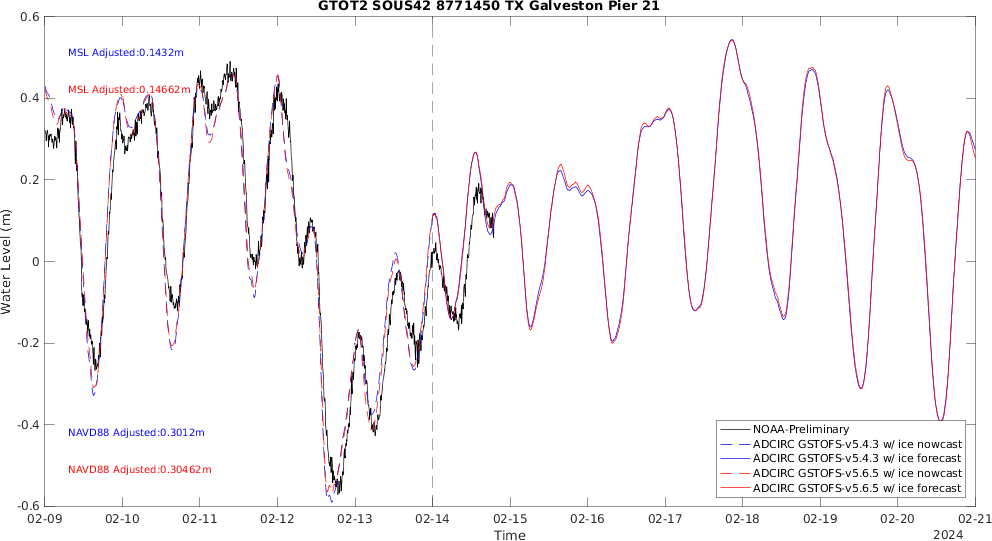 GTOT2 SOUS42 8771450 TX Galveston Pier 21
0.6
0.4
0.2
0
-0.2
-0.4
-0.6
Water Level (m)
MSL Adjusted:0.1432m
MSL Adjusted:0.14662m
NAVD88 Adjusted:0.3012m
NAVD88 Adjusted:0.30462m
NOAA-Preliminary
ADCIRC GSTOFS-v5.4.3 w/ ice nowcast
ADCIRC GSTOFS-v5.4.3 w/ ice forecast
ADCIRC GSTOFS-v5.6.5 w/ ice nowcast
ADCIRC GSTOFS-v5.6.5 w/ ice forecast
02-09 02-10 02-11 02-12 02-13 02-14 02-15 02-16 02-17 02-18 02-19 02-20 02-21
Time
2024